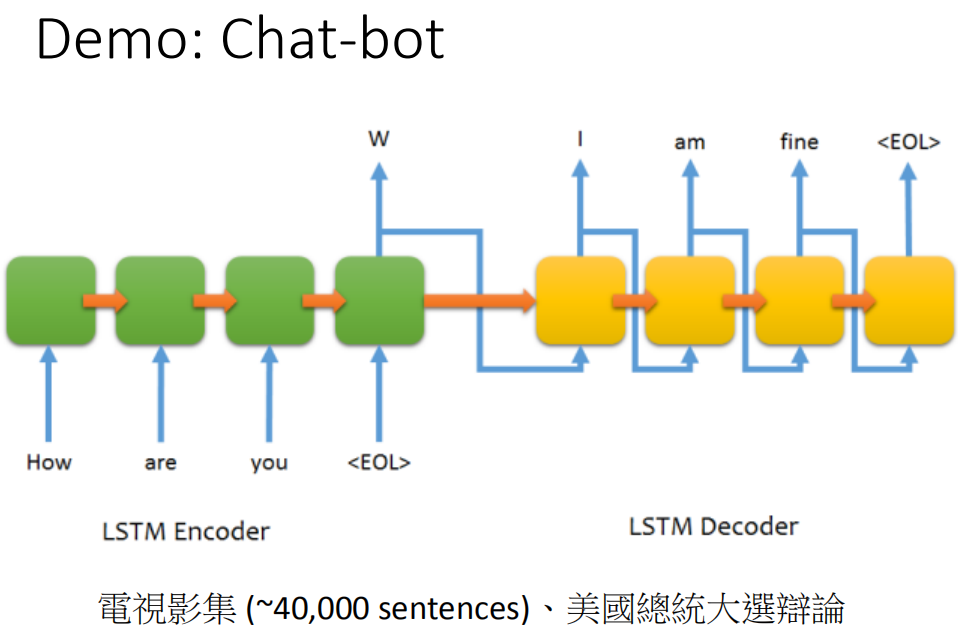 Demo: Chat-bot
W I am fine <EOL>
How are you <EOL>
LSTM Encoder LSTM Decoder
電視影集 (~40,000 sentences)、美國總統大選辯論